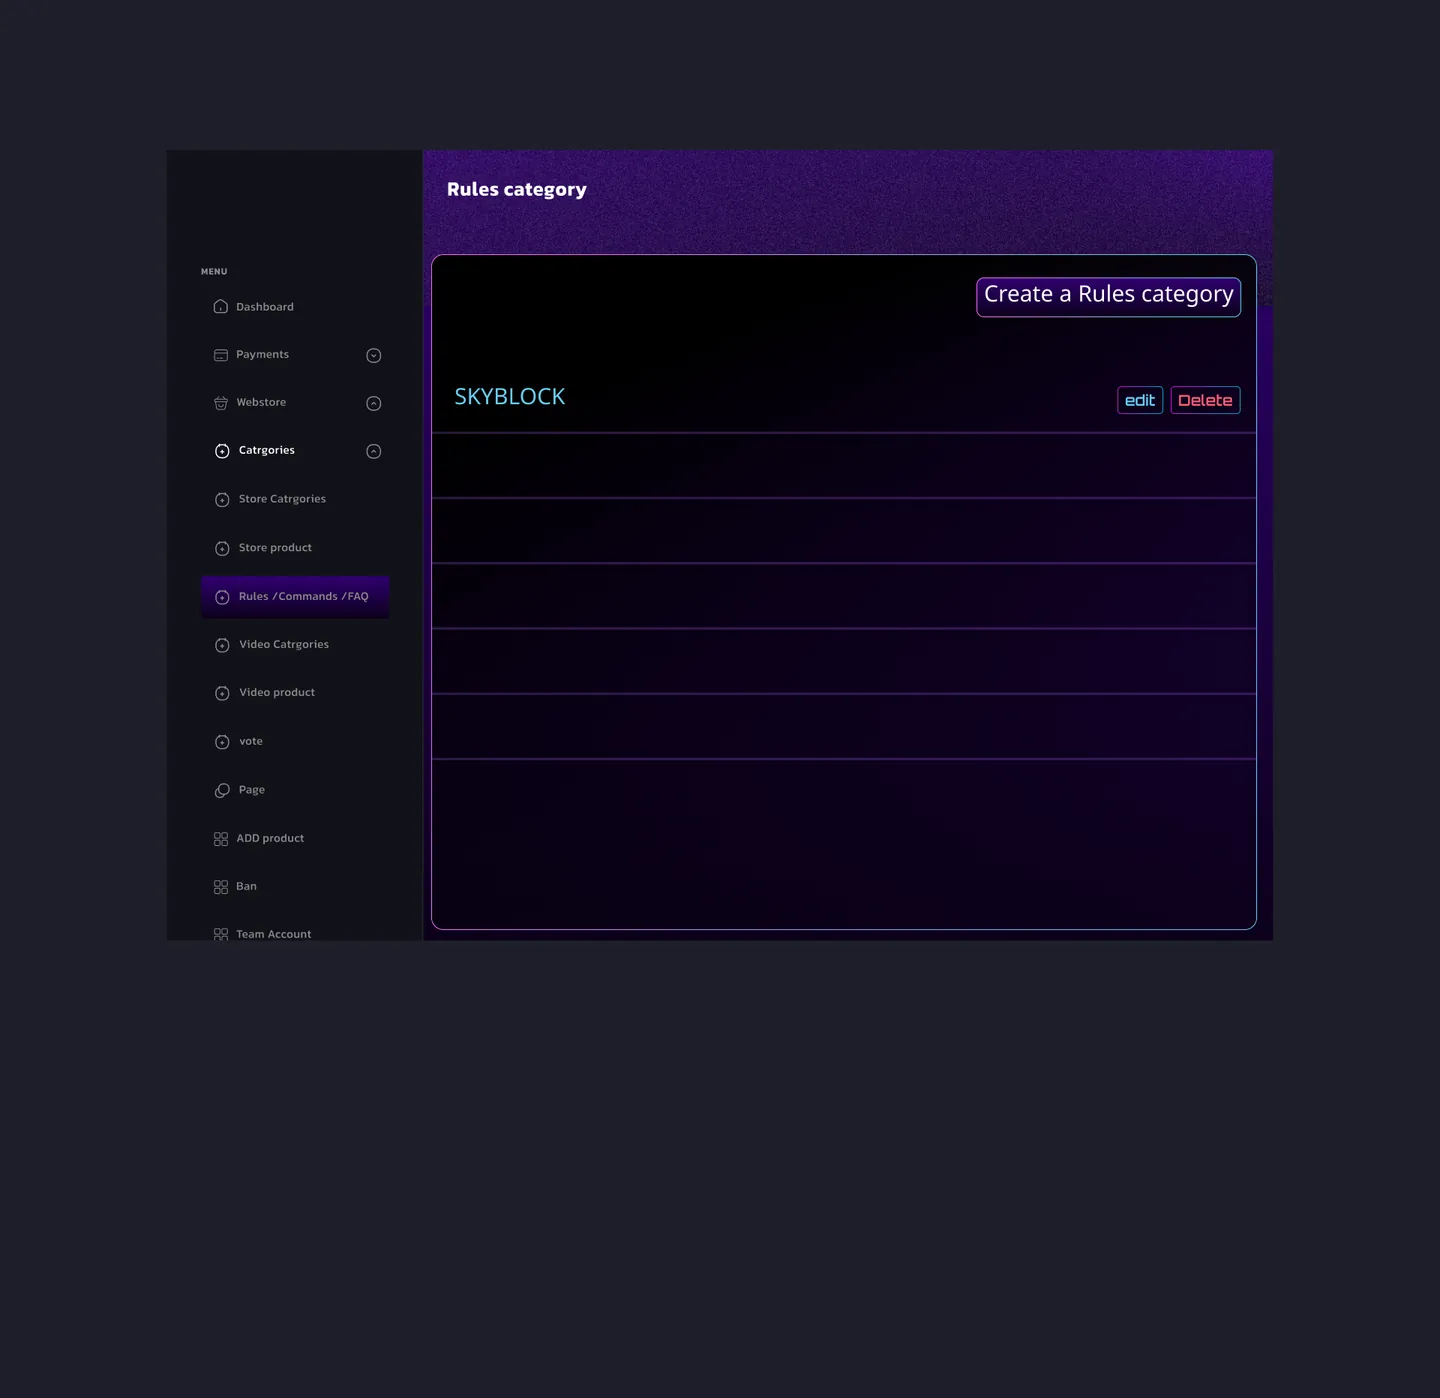 Rules category
MENU
Dashboard
Payments
Webstore
Catrgories
Store Catrgories
Store product
Rules /Commands /FAQ
Video Catrgories
Video product
vote
Page
ADD product
Ban
Team Account
Create a Rules category
SKYBLOCK
edit
Delete